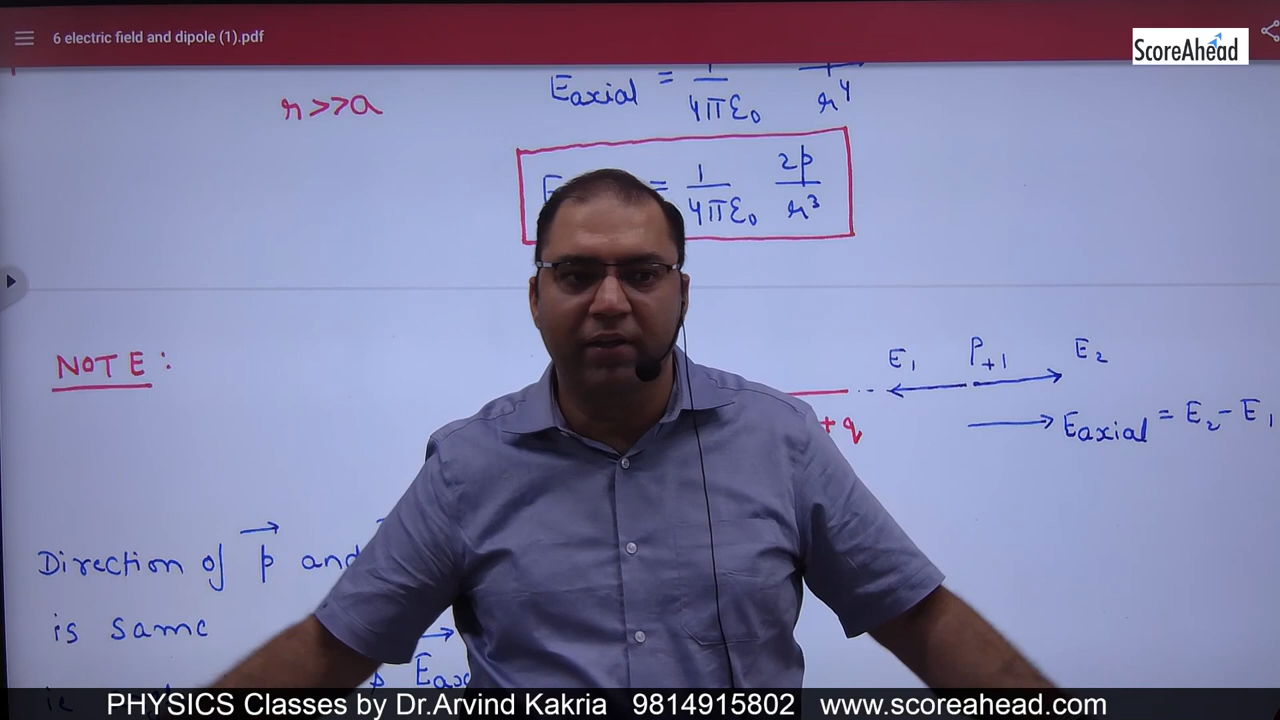 6 electric field and dipole (1).pdf
ScoreAhead
r>>a
Eaxial = 1/4πε₀ /r⁴
E = 1/4πε₀ 2p/r³
NOTE :
E₁ P+1 E₂
+q
Eaxial = E₂ - E₁
Direction of p⃗ and
is same
ie p Eax
PHYSICS Classes by Dr.Arvind Kakria 9814915802 www.scoreahead.com